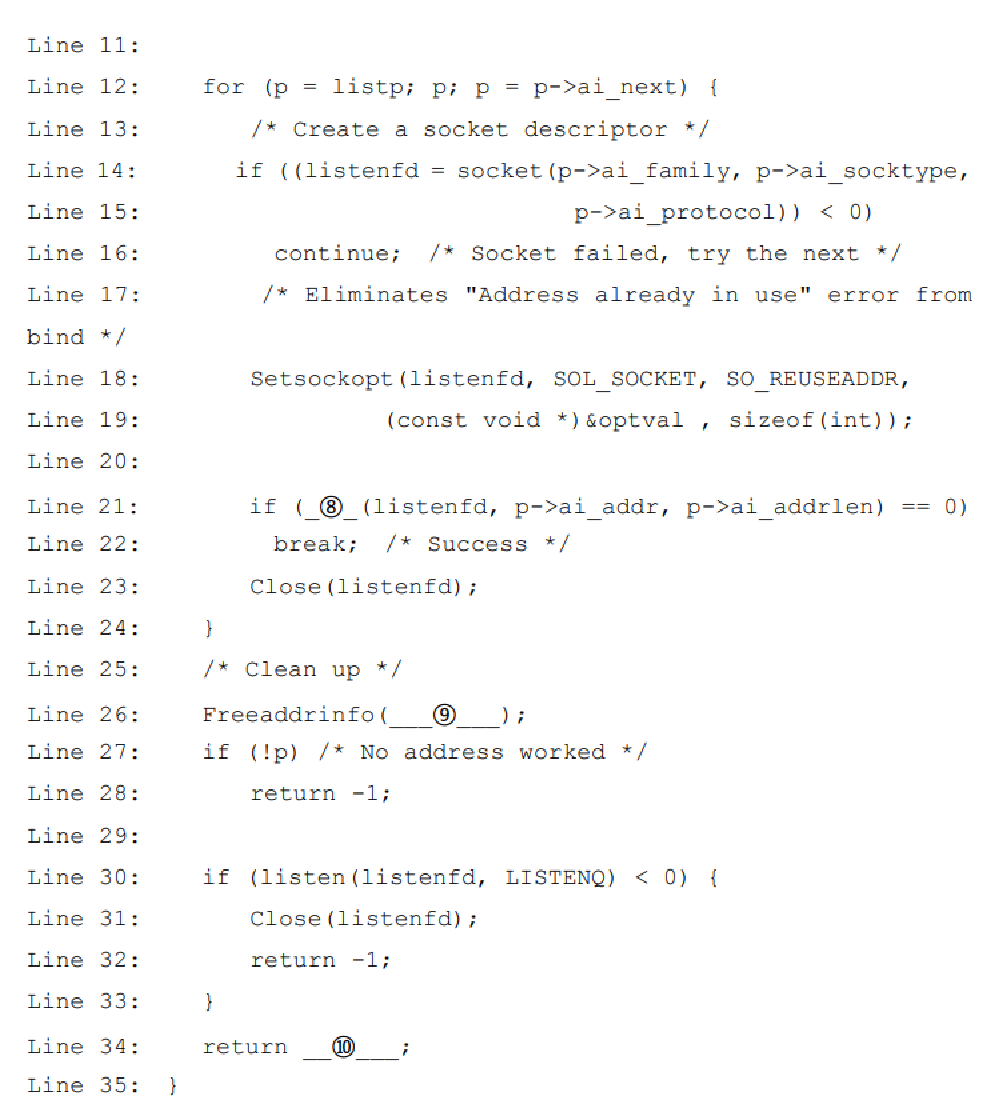 Line 11:
Line 12: for (p = listp; p; p = p->ai_next) {
Line 13: /* Create a socket descriptor */
Line 14: if ((listenfd = socket(p->ai_family, p->ai_socktype,
Line 15: p->ai_protocol)) < 0)
Line 16: continue; /* Socket failed, try the next */
Line 17: /* Eliminates "Address already in use" error from
bind */
Line 18: Setsockopt(listenfd, SOL_SOCKET, SO_REUSEADDR,
Line 19: (const void *)&optval , sizeof(int));
Line 20:
Line 21: if (_⑧_(listenfd, p->ai_addr, p->ai_addrlen) == 0)
Line 22: break; /* Success */
Line 23: Close(listenfd);
Line 24: }
Line 25: /* Clean up */
Line 26: Freeaddrinfo(___⑨___);
Line 27: if (!p) /* No address worked */
Line 28: return -1;
Line 29:
Line 30: if (listen(listenfd, LISTENQ) < 0) {
Line 31: Close(listenfd);
Line 32: return -1;
Line 33: }
Line 34: return __⑩___;
Line 35: }